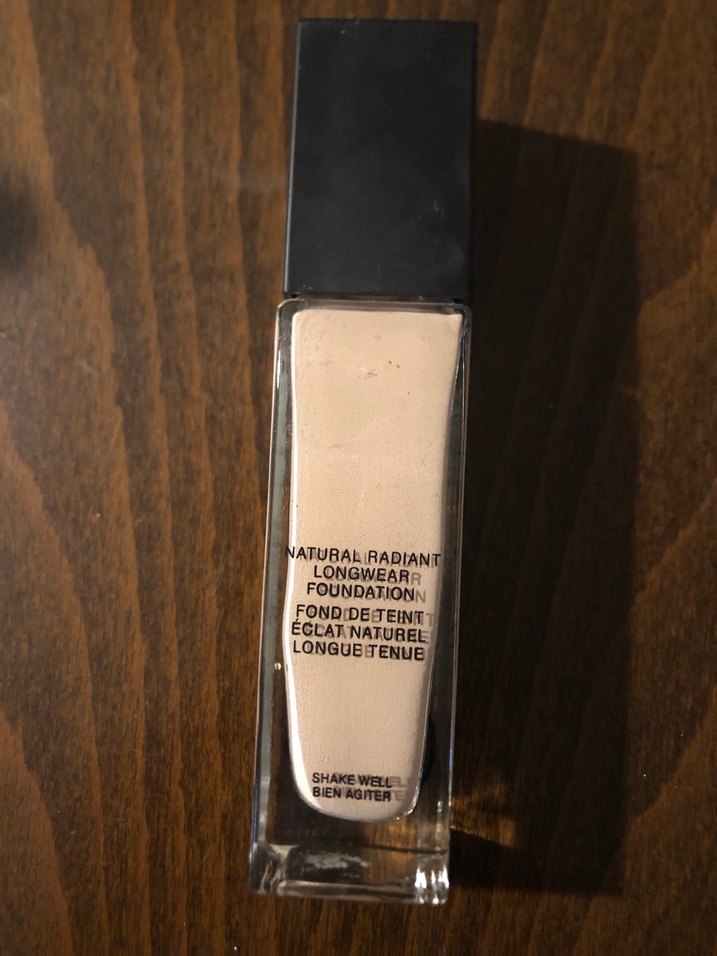 NATURAL RADIANT
LONGWEAR
FOUNDATION
FOND DE TEINT
ÉCLAT NATUREL
LONGUE TENUE
SHAKE WELL
BIEN AGITER